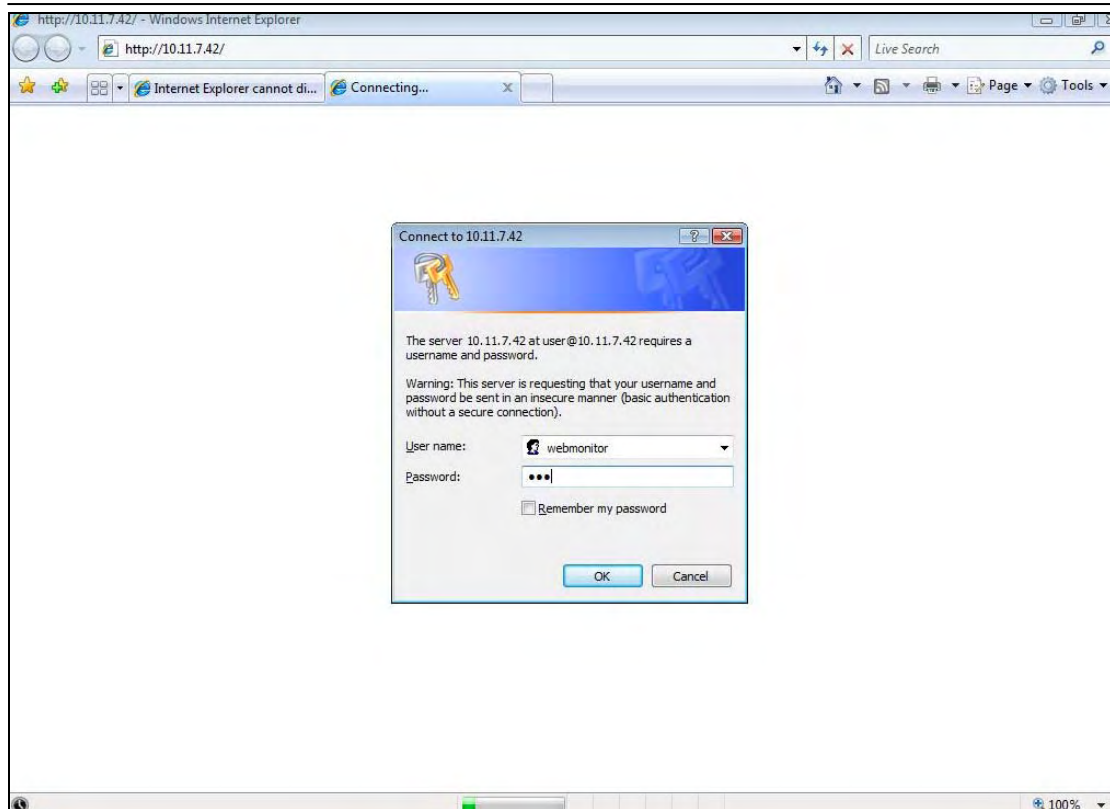 http://10.11.7.42/ - Windows Internet Explorer
http://10.11.7.42/
Live Search
Internet Explorer cannot di...
Connecting...
Page
Tools
Connect to 10.11.7.42
The server 10.11.7.42 at user@10.11.7.42 requires a
username and password.
Warning: This server is requesting that your username and
password be sent in an insecure manner (basic authentication
without a secure connection).
User name:
webmonitor
Password:
•••
Remember my password
OK
Cancel
100%